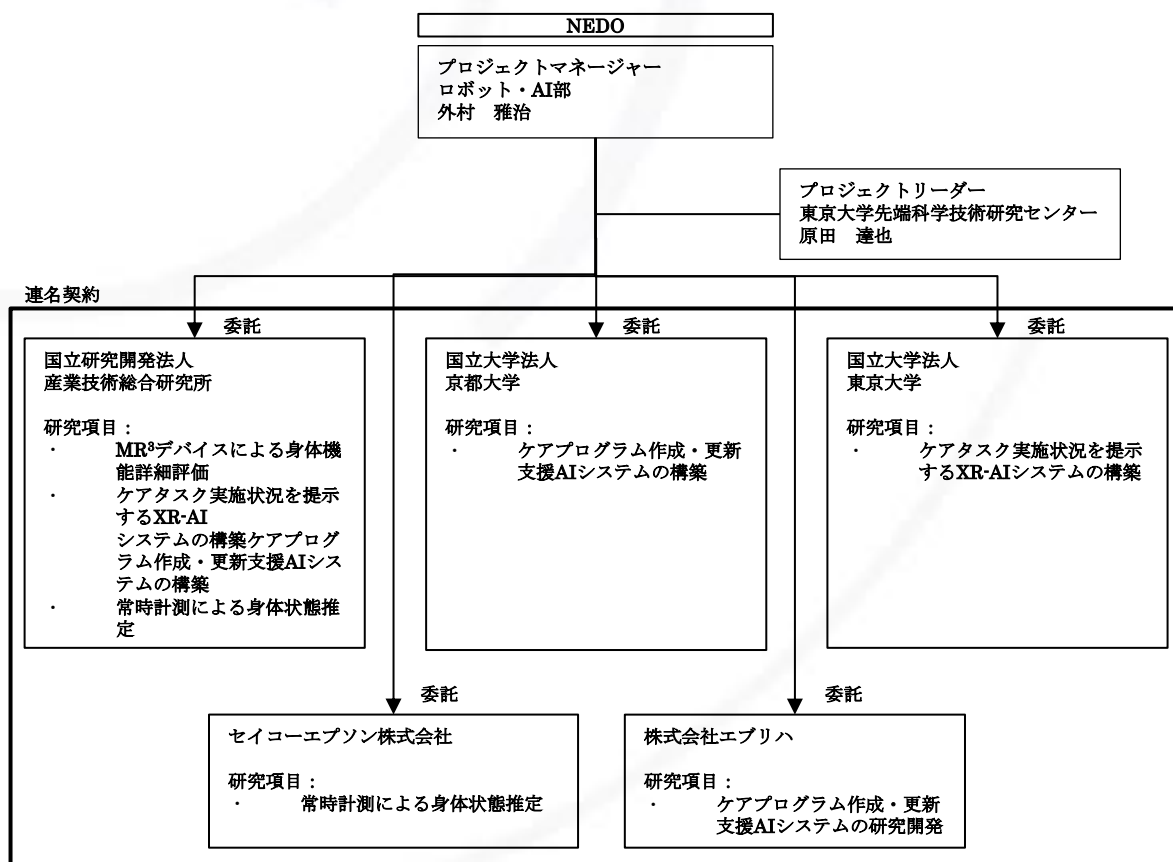 NEDO
プロジェクトマネージャー
ロボット・AI部
外村　雅治
プロジェクトリーダー
東京大学先端科学技術研究センター
原田　達也
連名契約
委託
国立研究開発法人
産業技術総合研究所
研究項目：
・ MR³デバイスによる身体機
能詳細評価
・ ケアタスク実施状況を提示
するXR-AI
システムの構築ケアプログ
ラム作成・更新支援AIシス
テムの構築
・ 常時計測による身体状態推
定
委託
国立大学法人
京都大学
研究項目：
・ ケアプログラム作成・更新
支援AIシステムの構築
委託
国立大学法人
東京大学
研究項目：
・ ケアタスク実施状況を提示
するXR-AIシステムの構築
委託
セイコーエプソン株式会社
研究項目：
・ 常時計測による身体状態推定
委託
株式会社エブリハ
研究項目：
・ ケアプログラム作成・更新
支援AIシステムの研究開発